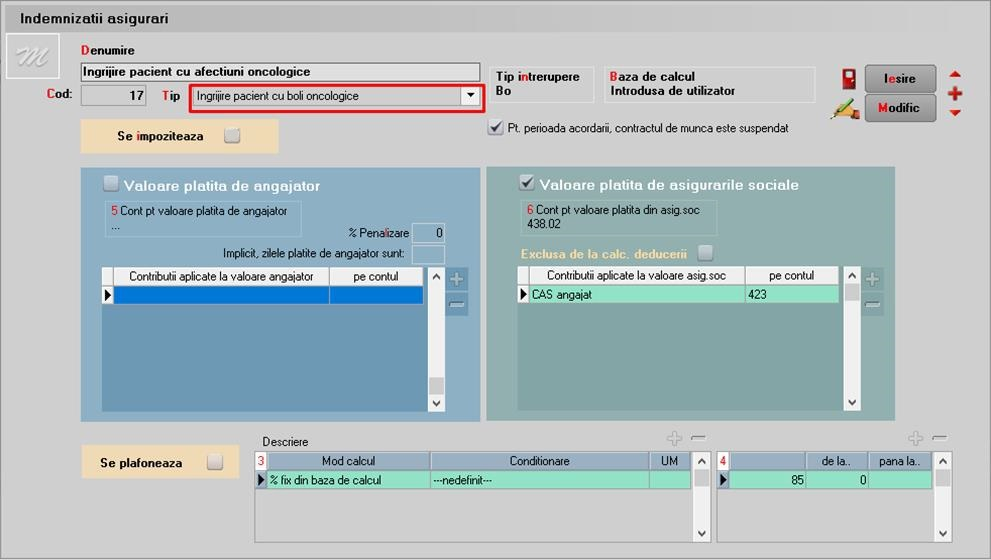 Indemnizatii asigurari
M
Denumire
Ingrijire pacient cu afectiuni oncologice
Cod: 17 Tip Ingrijire pacient cu boli oncologice
Tip intrerupere
Bo
Baza de calcul
Introdusa de utilizator
Iesire
Modific
Se impoziteaza
Pt. perioada acordarii, contractul de munca este suspendat
Valoare platita de angajator
5 Cont pt valoare platita de angajator
...
% Penalizare 0
Implicit, zilele platite de angajator sunt:
Contributii aplicate la valoare angajator pe contul
Valoare platita de asigurarile sociale
6 Cont pt valoare platita din asig.soc
438.02
Exclusa de la calc. deducerii
Contributii aplicate la valoare asig.soc pe contul
CAS angajat 423
Se plafoneaza
Descriere
3 Mod calcul Conditionare UM
% fix din baza de calcul ---nedefinit---
4 de la.. pana la..
85 0